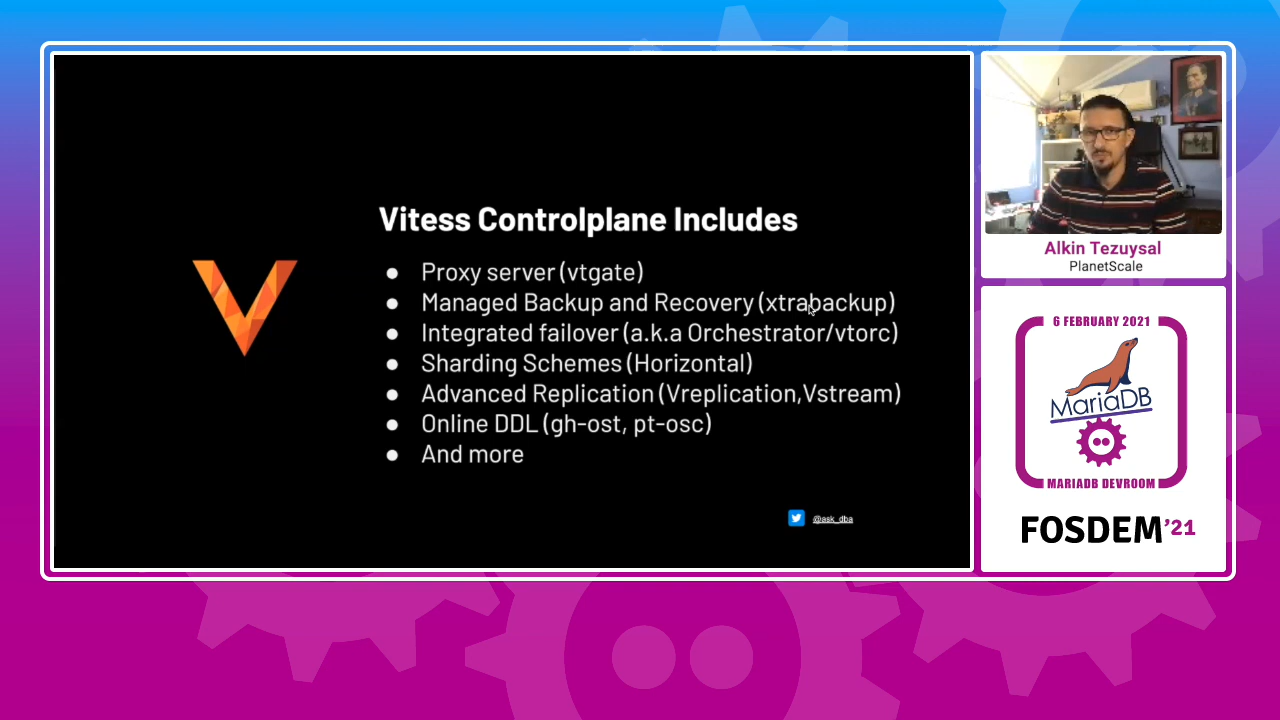 Vitess Controlplane Includes
● Proxy server (vtgate)
● Managed Backup and Recovery (xtrabackup)
● Integrated failover (a.k.a Orchestrator/vtorc)
● Sharding Schemes (Horizontal)
● Advanced Replication (Vreplication,Vstream)
● Online DDL (gh-ost, pt-osc)
● And more
@ask_dba
Alkin Tezuysal
PlanetScale
6 FEBRUARY 2021
MariaDB
MARIADB DEVROOM
FOSDEM'21